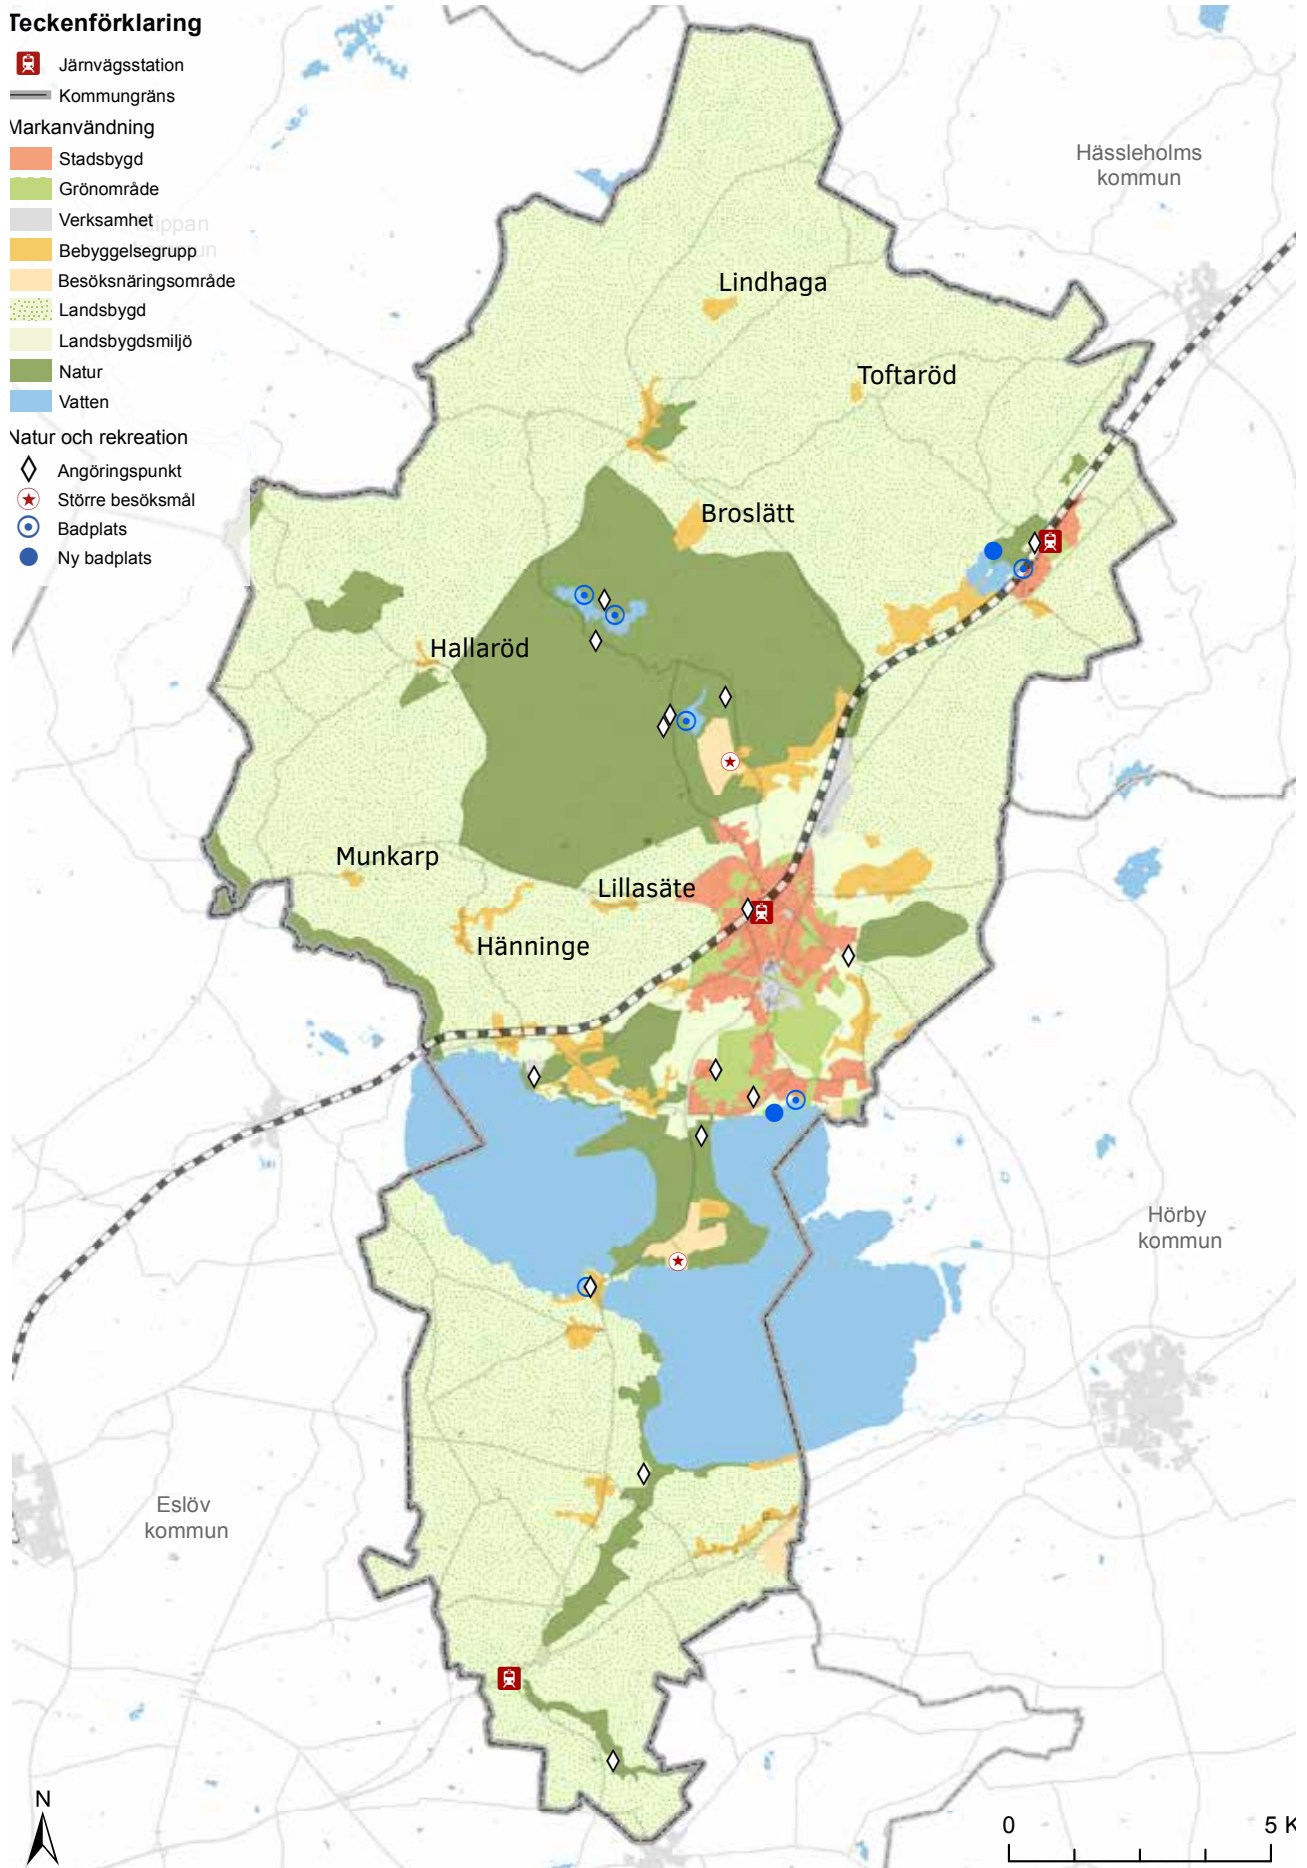 Teckenförklaring
Järnvägsstation
Kommungräns
Markanvändning
Stadsbygd
Grönområde
Verksamhet
Bebyggelsegrupp
Besöksnäringsområde
Landsbygd
Landsbygdsmiljö
Natur
Vatten
Natur och rekreation
Angöringspunkt
Större besöksmål
Badplats
Ny badplats
Hässleholms
kommun
Lindhaga
Toftaröd
Broslätt
Hallaröd
Munkarp
Lillasäte
Hänninge
Hörby
kommun
Eslöv
kommun
N
0 5 K